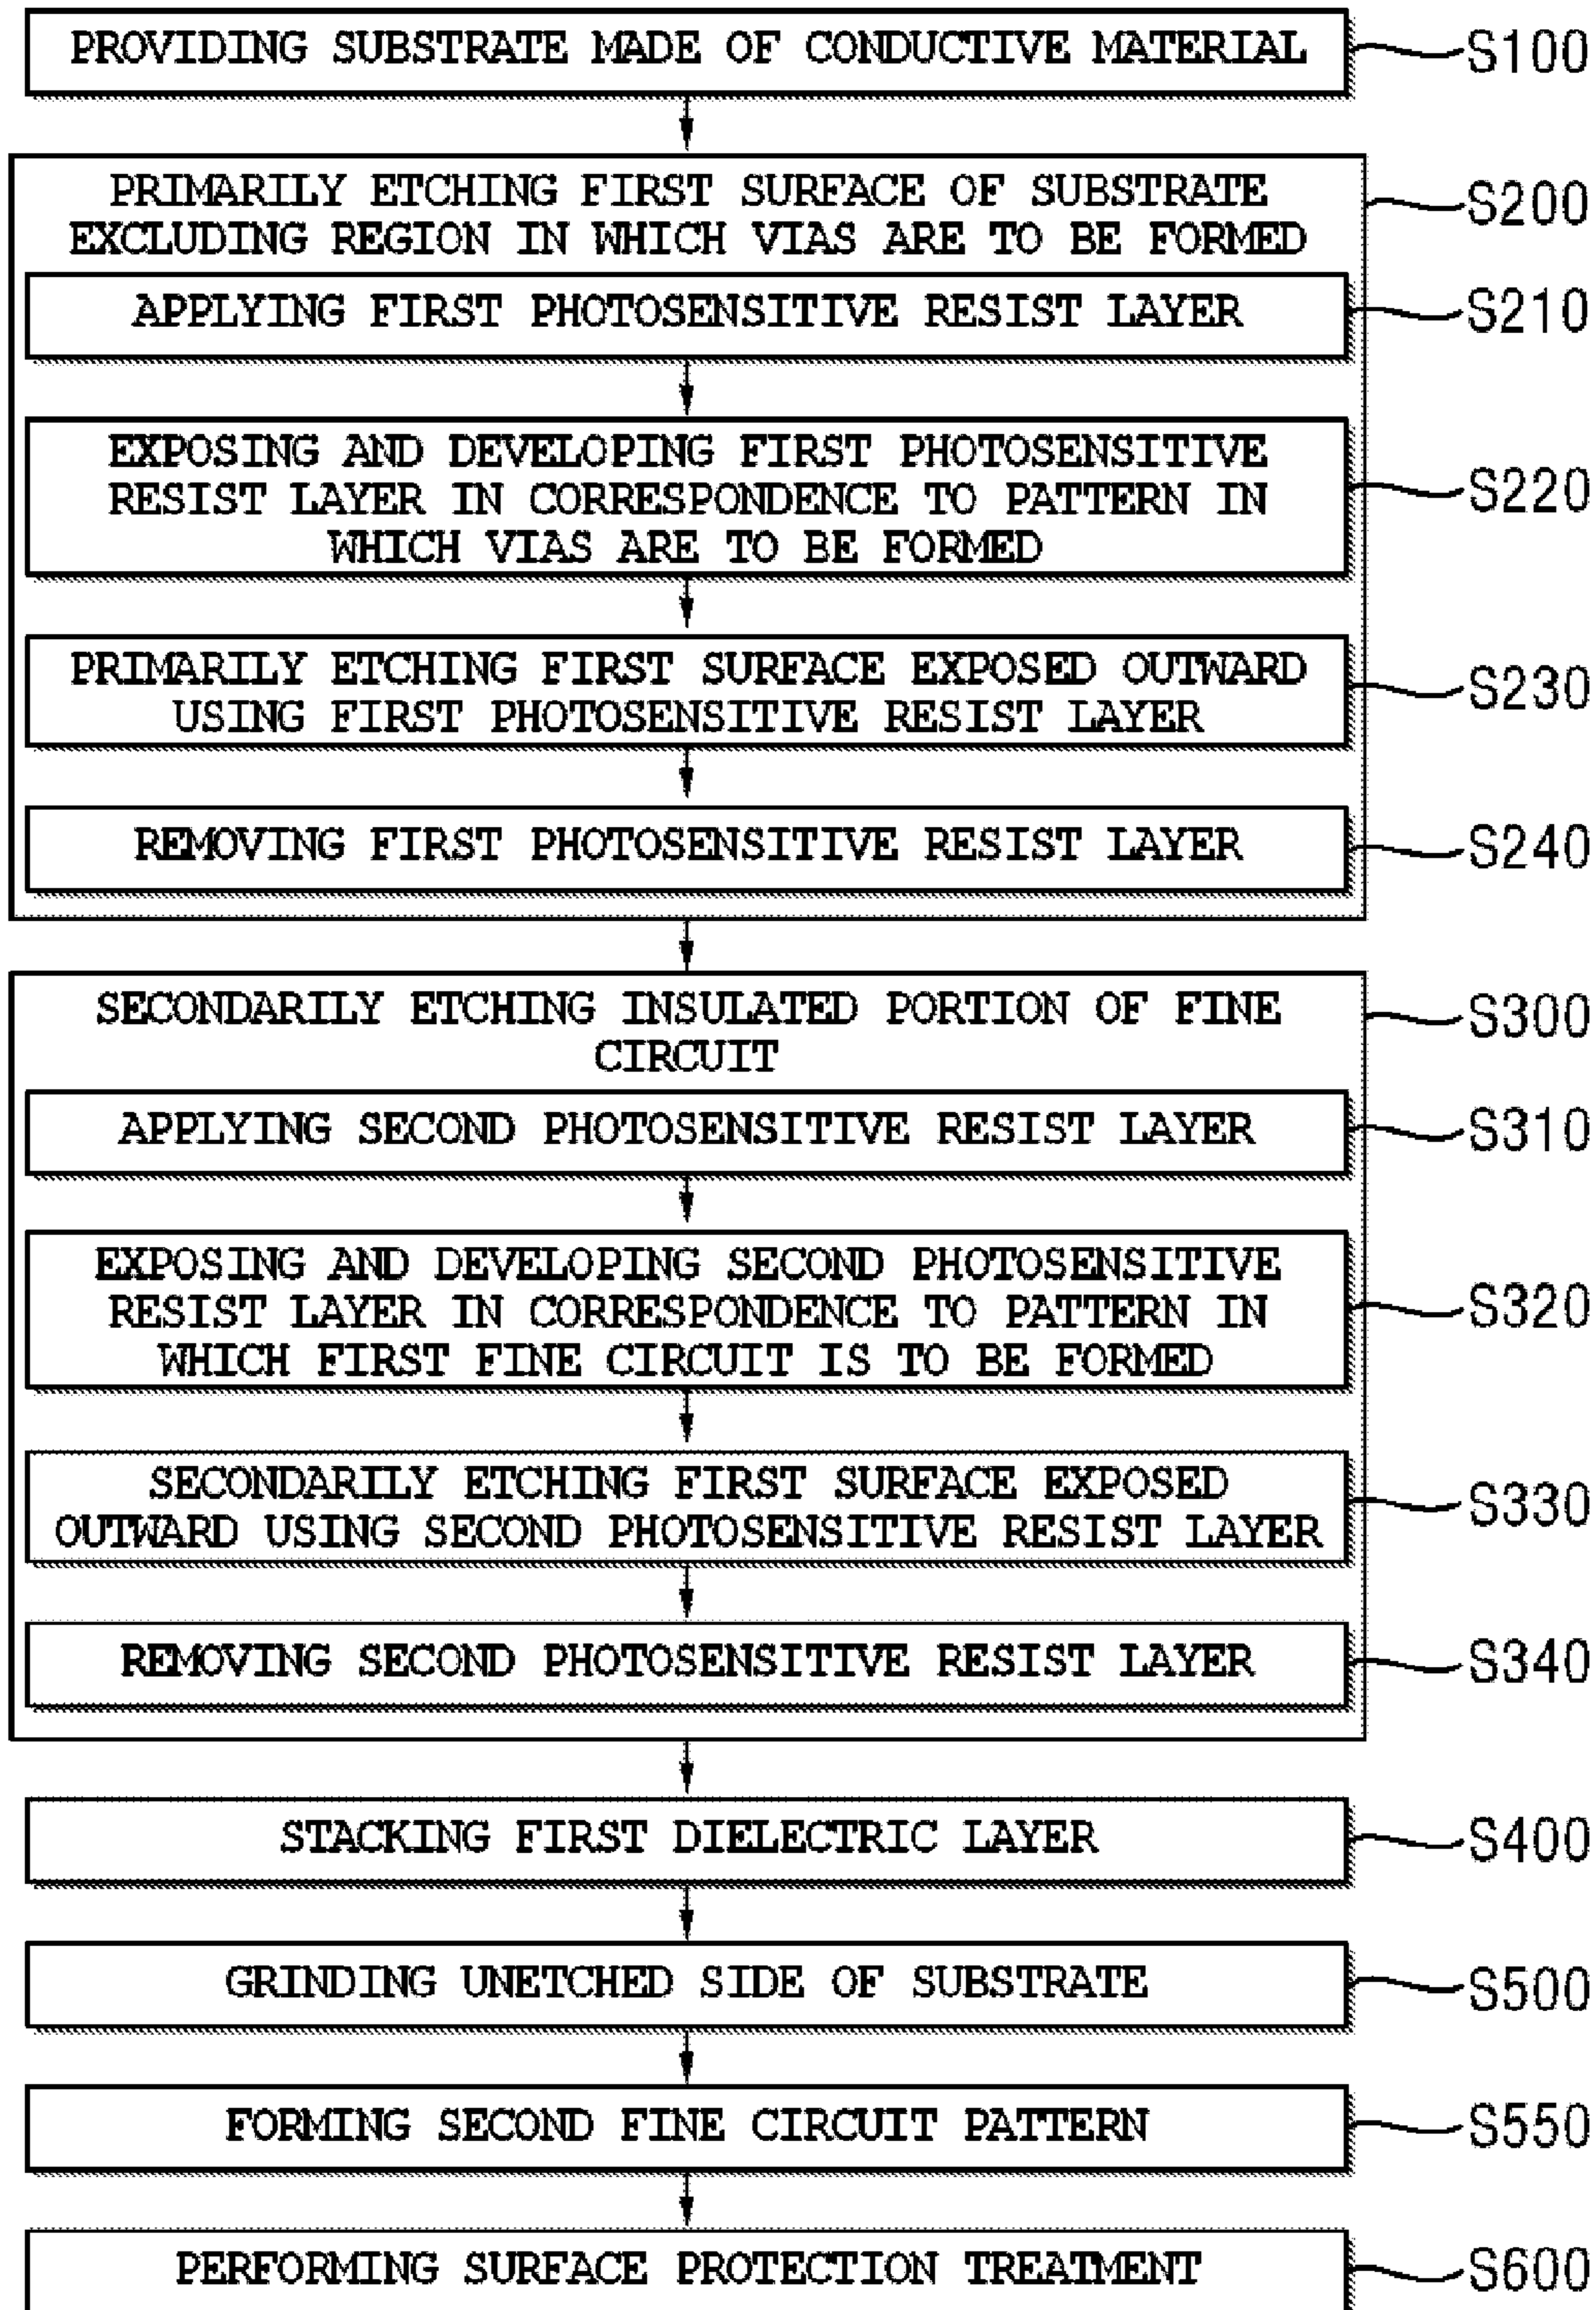 PROVIDING SUBSTRATE MADE OF CONDUCTIVE MATERIAL
S100
PRIMARILY ETCHING FIRST SURFACE OF SUBSTRATE
EXCLUDING REGION IN WHICH VIAS ARE TO BE FORMED
S200
APPLYING FIRST PHOTOSENSITIVE RESIST LAYER
S210
EXPOSING AND DEVELOPING FIRST PHOTOSENSITIVE
RESIST LAYER IN CORRESPONDENCE TO PATTERN IN
WHICH VIAS ARE TO BE FORMED
S220
PRIMARILY ETCHING FIRST SURFACE EXPOSED OUTWARD
USING FIRST PHOTOSENSITIVE RESIST LAYER
S230
REMOVING FIRST PHOTOSENSITIVE RESIST LAYER
S240
SECONDARILY ETCHING INSULATED PORTION OF FINE
CIRCUIT
S300
APPLYING SECOND PHOTOSENSITIVE RESIST LAYER
S310
EXPOSING AND DEVELOPING SECOND PHOTOSENSITIVE
RESIST LAYER IN CORRESPONDENCE TO PATTERN IN
WHICH FIRST FINE CIRCUIT IS TO BE FORMED
S320
SECONDARILY ETCHING FIRST SURFACE EXPOSED
OUTWARD USING SECOND PHOTOSENSITIVE RESIST LAYER
S330
REMOVING SECOND PHOTOSENSITIVE RESIST LAYER
S340
STACKING FIRST DIELECTRIC LAYER
S400
GRINDING UNETCHED SIDE OF SUBSTRATE
S500
FORMING SECOND FINE CIRCUIT PATTERN
S550
PERFORMING SURFACE PROTECTION TREATMENT
S600